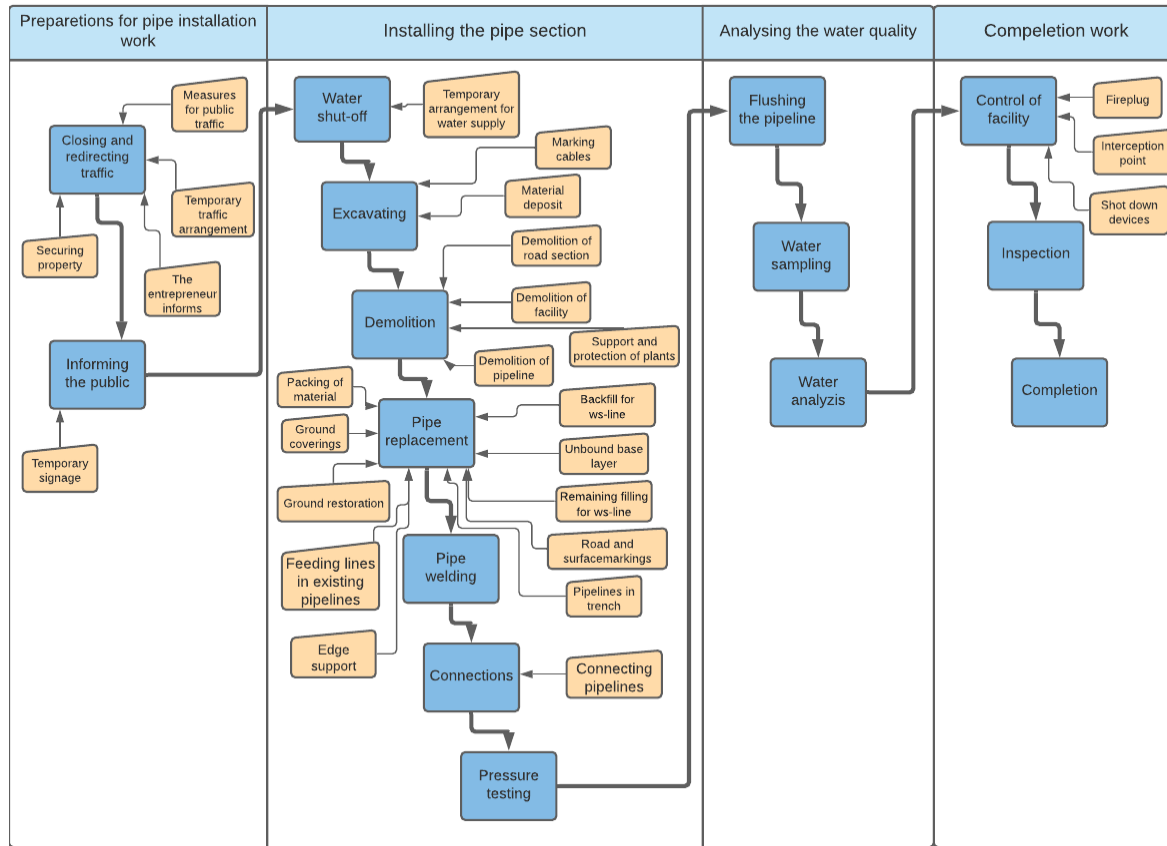 Preparetions for pipe installation
work
Installing the pipe section
Analysing the water quality
Compeletion work
Measures
for public
traffic
Closing and
redirecting
traffic
Temporary
traffic
arrangement
Securing
property
The
entrepreneur
informs
Informing
the public
Temporary
signage
Water
shut-off
Temporary
arrangement for
water supply
Marking
cables
Excavating
Material
deposit
Demolition of
road section
Demolition
Demolition of
facility
Support and
protection of plants
Demolition of
pipeline
Packing of
material
Pipe
replacement
Backfill for
ws-line
Ground
coverings
Unbound base
layer
Ground restoration
Remaining filling
for ws-line
Feeding lines
in existing
pipelines
Road and
surfacemarkings
Pipe
welding
Pipelines in
trench
Edge
support
Connections
Connecting
pipelines
Pressure
testing
Flushing
the pipeline
Water
sampling
Water
analyzis
Control of
facility
Fireplug
Interception
point
Shot down
devices
Inspection
Completion